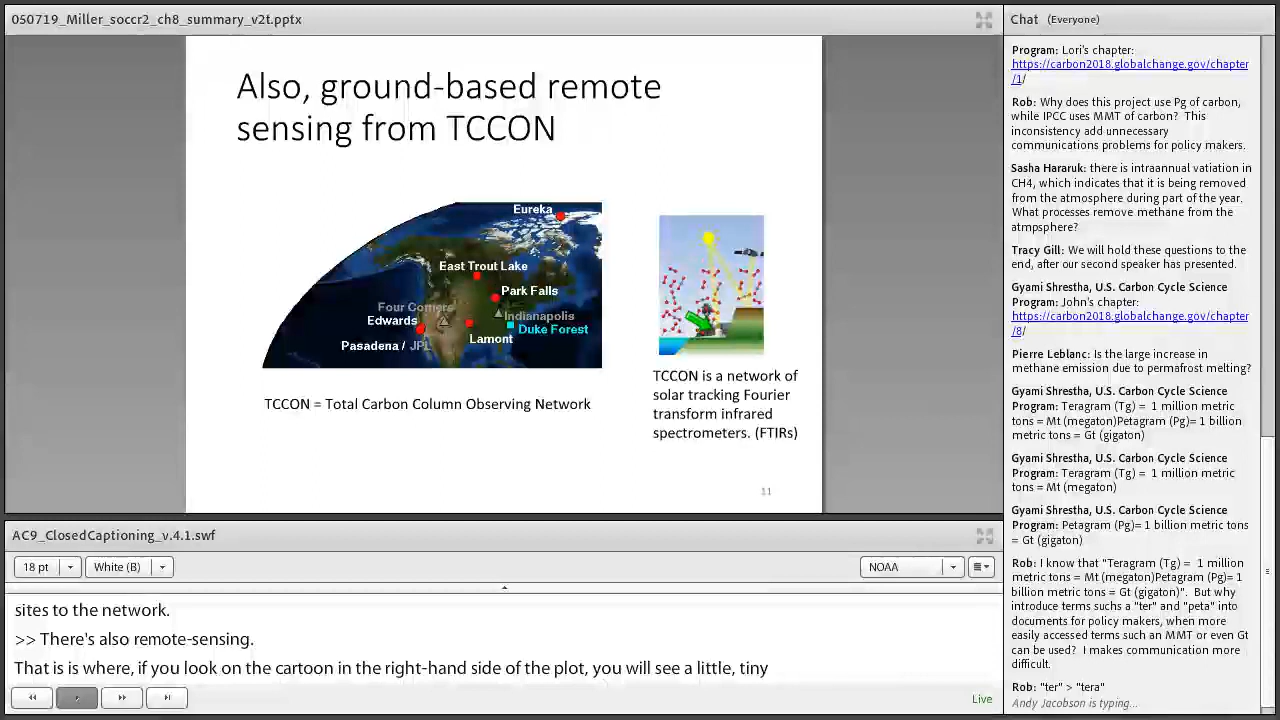 050719_Miller_soccr2_ch8_summary_v2t.pptx
Also, ground-based remote
sensing from TCCON
Eureka
East Trout Lake
Park Falls
Four Corners
Indianapolis
Edwards
Duke Forest
Lamont
Pasadena / JPL
TCCON = Total Carbon Column Observing Network
TCCON is a network of
solar tracking Fourier
transform infrared
spectrometers. (FTIRs)
11
AC9_ClosedCaptioning_v.4.1.swf
18 pt
White (B)
NOAA
sites to the network.
>> There's also remote-sensing.
That is is where, if you look on the cartoon in the right-hand side of the plot, you will see a little, tiny
Live
Chat (Everyone)
Program: Lori's chapter:
https://carbon2018.globalchange.gov/chapter
/1/
Rob: Why does this project use Pg of carbon,
while IPCC uses MMT of carbon? This
inconsistency add unnecessary
communications problems for policy makers.
Sasha Hararuk: there is intraannual vatiation in
CH4, which indicates that it is being removed
from the atmosphere during part of the year.
What processes remove methane from the
atmpsphere?
Tracy Gill: We will hold these questions to the
end, after our second speaker has presented.
Gyami Shrestha, U.S. Carbon Cycle Science
Program: John's chapter:
https://carbon2018.globalchange.gov/chapter
/8/
Pierre Leblanc: Is the large increase in
methane emission due to permafrost melting?
Gyami Shrestha, U.S. Carbon Cycle Science
Program: Teragram (Tg) = 1 million metric
tons = Mt (megaton)Petagram (Pg)= 1 billion
metric tons = Gt (gigaton)
Gyami Shrestha, U.S. Carbon Cycle Science
Program: Teragram (Tg) = 1 million metric
tons = Mt (megaton)
Gyami Shrestha, U.S. Carbon Cycle Science
Program: Petagram (Pg)= 1 billion metric tons
= Gt (gigaton)
Rob: I know that "Teragram (Tg) = 1 million
metric tons = Mt (megaton)Petagram (Pg)= 1
billion metric tons = Gt (gigaton)". But why
introduce terms suchs a "ter" and "peta" into
documents for policy makers, when more
easily accessed terms such an MMT or even Gt
can be used? I makes communication more
difficult.
Rob: "ter" > "tera"
Andy Jacobson is typing...